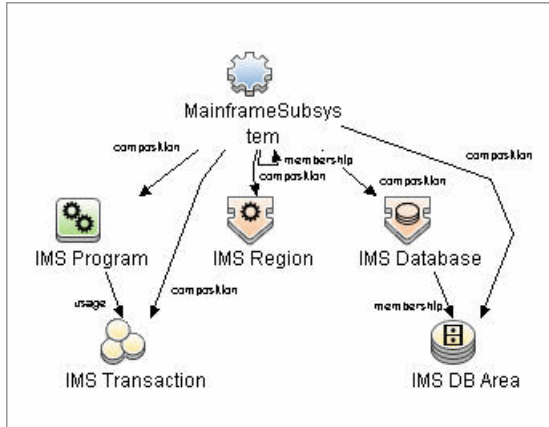 MainframeSubsys
tem
composition
membership
composition
composition
composition
IMS Program
IMS Region
IMS Database
usage
composition
membership
IMS Transaction
IMS DB Area